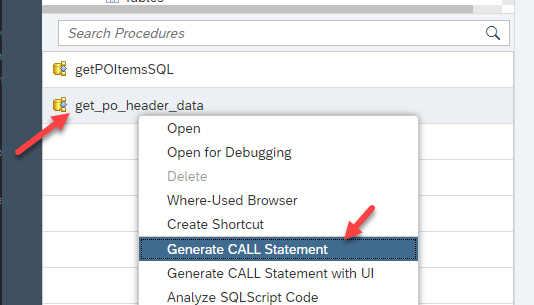 Tables
Search Procedures
getPOItemsSQL
get_po_header_data
Open
Open for Debugging
Delete
Where-Used Browser
Create Shortcut
Generate CALL Statement
Generate CALL Statement with UI
Analyze SQLScript Code